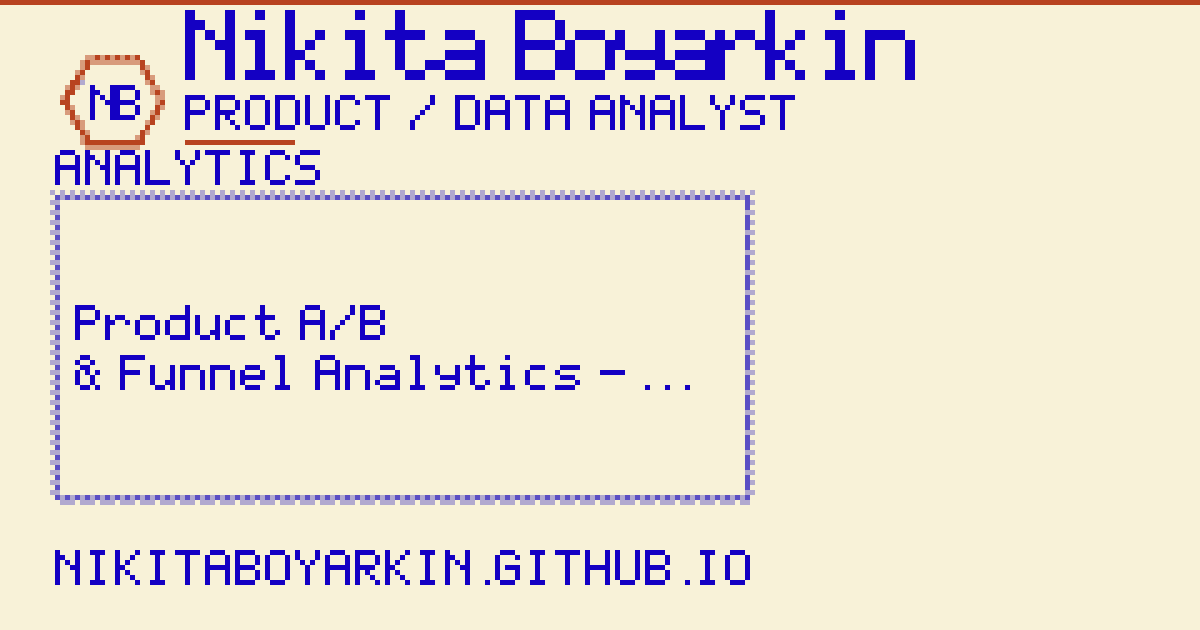 Nikita Boyarkin
NB
PRODUCT / DATA ANALYST
ANALYTICS
Product A/B
& Funnel Analytics — ...
NIKITABOYARKIN.GITHUB.IO